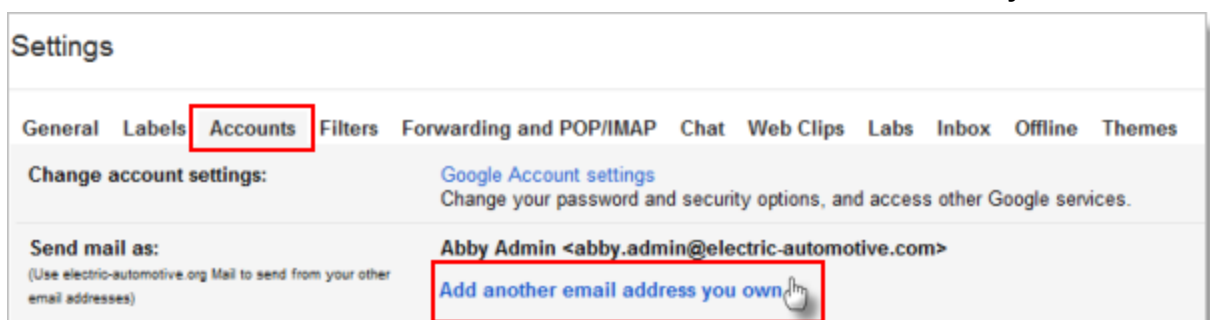 Settings
General Labels Accounts Filters Forwarding and POP/IMAP Chat Web Clips Labs Inbox Offline Themes
Change account settings: Google Account settings
Change your password and security options, and access other Google services.
Send mail as: Abby Admin <abby.admin@electric-automotive.com>
(Use electric-automotive.org Mail to send from your other
email addresses)
Add another email address you own